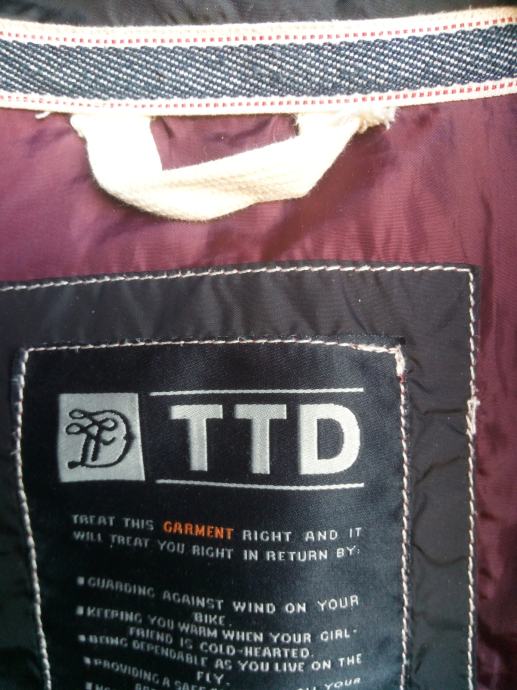 TTD
TREAT THIS GARMENT RIGHT AND IT
WILL TREAT YOU RIGHT IN RETURN BY:
GUARDING AGAINST WIND ON YOUR
BIKE.
KEEPING YOU WARM WHEN YOUR GIRL-
FRIEND IS COLD-HEARTED.
BEING DEPENDABLE AS YOU LIVE ON THE
FLY.
PROVIDING A SAFE
YOUR